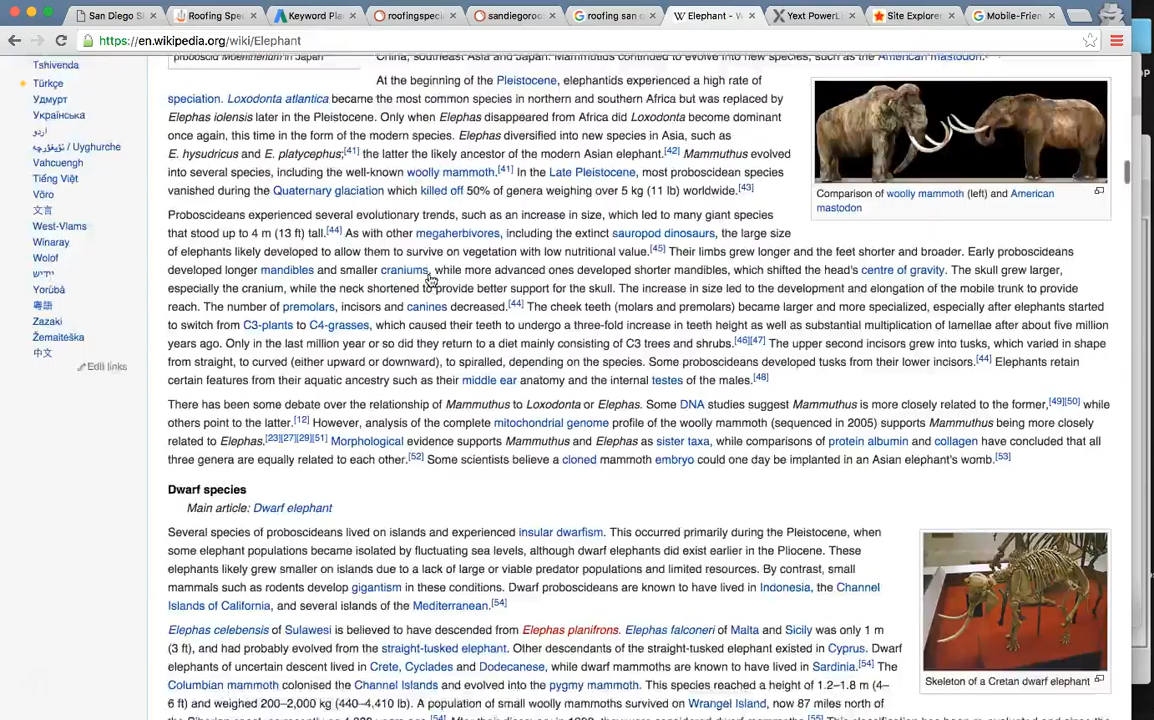 San Diego S
Roofing Spec
Keyword Plar
roofingspeci
sandiegoroo
roofing san d
Elephant - W
Yext PowerL
Site Explore
Mobile-Frien
https://en.wikipedia.org/wiki/Elephant
Tshivenda
Türkçe
Удмурт
Українська
اردو
ئۇيغۇرچە / Uyghurche
Vahcuengh
Tiếng Việt
Võro
文言
West-Vlams
Winaray
Wolof
ייִדיש
Yorùbá
粵語
Zazaki
Žemaitėška
中文
Edit links
proboscid Moeritherium in Japan
China, southeast Asia and Japan. Mammutids continued to evolve into new species, such as the American mastodon.
At the beginning of the Pleistocene, elephantids experienced a high rate of
speciation. Loxodonta atlantica became the most common species in northern and southern Africa but was replaced by
Elephas iolensis later in the Pleistocene. Only when Elephas disappeared from Africa did Loxodonta become dominant
once again, this time in the form of the modern species. Elephas diversified into new species in Asia, such as
E. hysudricus and E. platycephus;[41] the latter the likely ancestor of the modern Asian elephant.[42] Mammuthus evolved
into several species, including the well-known woolly mammoth.[41] In the Late Pleistocene, most proboscidean species
vanished during the Quaternary glaciation which killed off 50% of genera weighing over 5 kg (11 lb) worldwide.[43]
Comparison of woolly mammoth (left) and American
mastodon
Proboscideans experienced several evolutionary trends, such as an increase in size, which led to many giant species
that stood up to 4 m (13 ft) tall.[44] As with other megaherbivores, including the extinct sauropod dinosaurs, the large size
of elephants likely developed to allow them to survive on vegetation with low nutritional value.[45] Their limbs grew longer and the feet shorter and broader. Early proboscideans
developed longer mandibles and smaller craniums, while more advanced ones developed shorter mandibles, which shifted the head's centre of gravity. The skull grew larger,
especially the cranium, while the neck shortened to provide better support for the skull. The increase in size led to the development and elongation of the mobile trunk to provide
reach. The number of premolars, incisors and canines decreased.[44] The cheek teeth (molars and premolars) became larger and more specialized, especially after elephants started
to switch from C3-plants to C4-grasses, which caused their teeth to undergo a three-fold increase in teeth height as well as substantial multiplication of lamellae after about five million
years ago. Only in the last million year or so did they return to a diet mainly consisting of C3 trees and shrubs.[46][47] The upper second incisors grew into tusks, which varied in shape
from straight, to curved (either upward or downward), to spiralled, depending on the species. Some proboscideans developed tusks from their lower incisors.[44] Elephants retain
certain features from their aquatic ancestry such as their middle ear anatomy and the internal testes of the males.[48]
There has been some debate over the relationship of Mammuthus to Loxodonta or Elephas. Some DNA studies suggest Mammuthus is more closely related to the former,[49][50] while
others point to the latter.[12] However, analysis of the complete mitochondrial genome profile of the woolly mammoth (sequenced in 2005) supports Mammuthus being more closely
related to Elephas.[23][27][29][51] Morphological evidence supports Mammuthus and Elephas as sister taxa, while comparisons of protein albumin and collagen have concluded that all
three genera are equally related to each other.[52] Some scientists believe a cloned mammoth embryo could one day be implanted in an Asian elephant's womb.[53]
Dwarf species
Main article: Dwarf elephant
Several species of proboscideans lived on islands and experienced insular dwarfism. This occurred primarily during the Pleistocene, when
some elephant populations became isolated by fluctuating sea levels, although dwarf elephants did exist earlier in the Pliocene. These
elephants likely grew smaller on islands due to a lack of large or viable predator populations and limited resources. By contrast, small
mammals such as rodents develop gigantism in these conditions. Dwarf proboscideans are known to have lived in Indonesia, the Channel
Islands of California, and several islands of the Mediterranean.[54]
Elephas celebensis of Sulawesi is believed to have descended from Elephas planifrons. Elephas falconeri of Malta and Sicily was only 1 m
(3 ft), and had probably evolved from the straight-tusked elephant. Other descendants of the straight-tusked elephant existed in Cyprus. Dwarf
elephants of uncertain descent lived in Crete, Cyclades and Dodecanese, while dwarf mammoths are known to have lived in Sardinia.[54] The
Columbian mammoth colonised the Channel Islands and evolved into the pygmy mammoth. This species reached a height of 1.2–1.8 m (4–
6 ft) and weighed 200–2,000 kg (440–4,410 lb). A population of small woolly mammoths survived on Wrangel Island, now 87 miles north of
Skeleton of a Cretan dwarf elephant